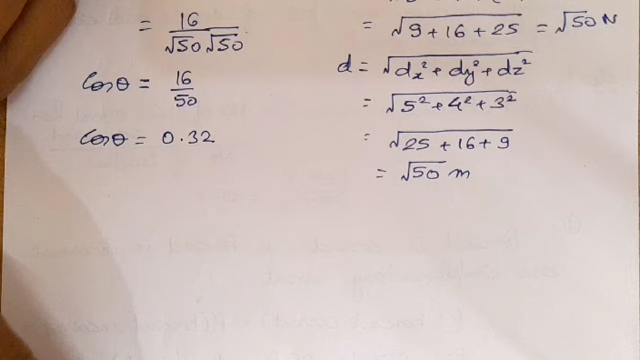 = 16 / √50 √50
Cosθ = 16 / 50
Cosθ = 0.32
= √9 + 16 + 25 = √50 N
d = √dx² + dy² + dz²
= √5² + 4² + 3²
= √25 + 16 + 9
= √50 m